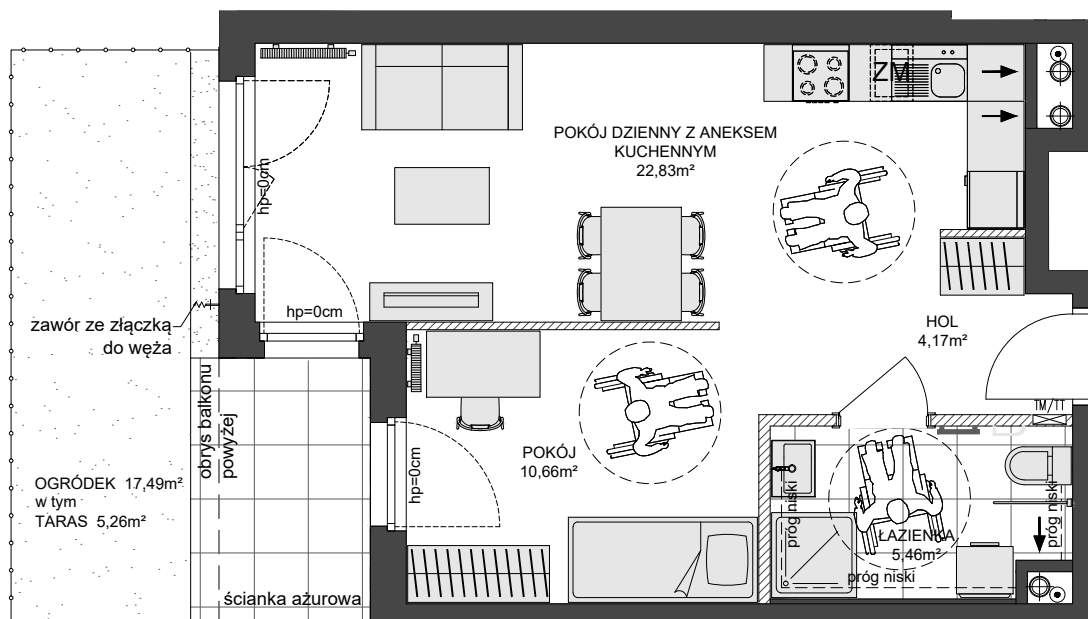 ZM
POKÓJ DZIENNY Z ANEKSEM
KUCHENNYM
22,83m²
hp=0cm
hp=0cm
zawór ze złączką
do węża
HOL
4,17m²
TM/TT
obrys balkonu
powyżej
POKÓJ
10,66m²
hp=0cm
OGRÓDEK 17,49m²
w tym
TARAS 5,26m²
próg niski
próg niski
ŁAZIENKA
5,46m²
próg niski
ścianka ażurowa